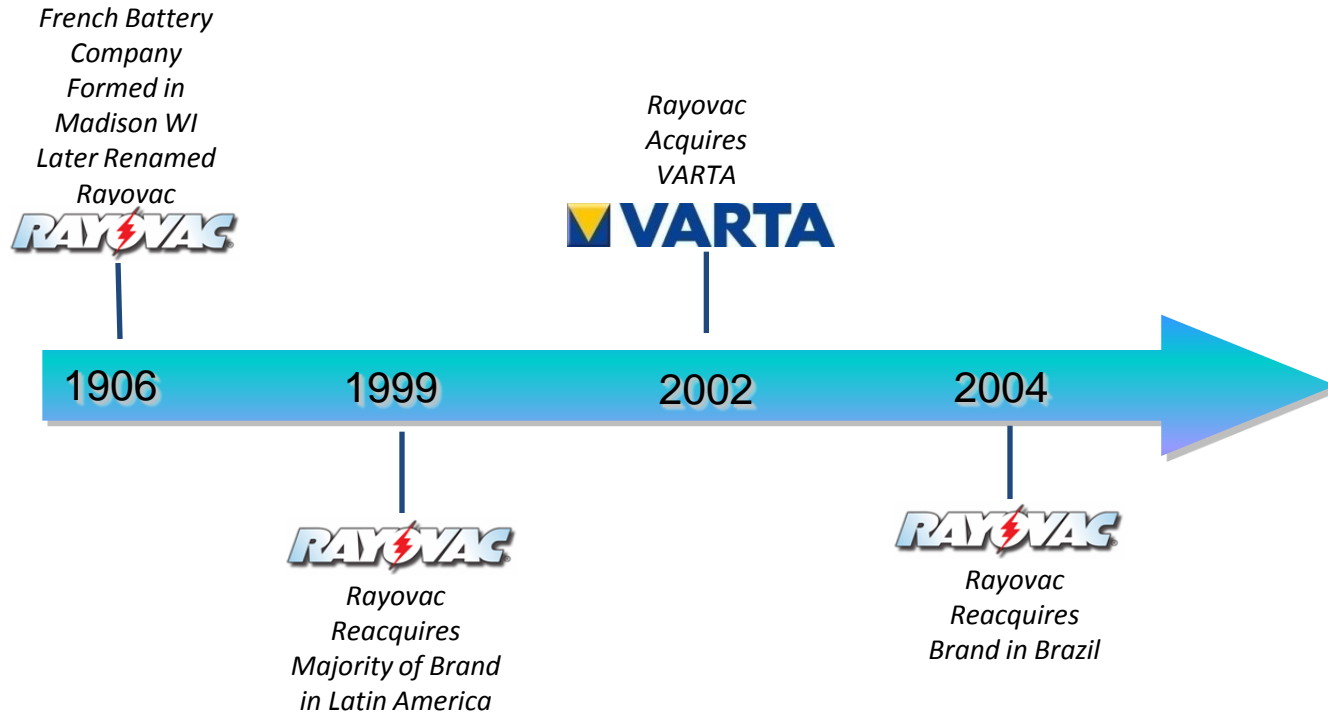 French Battery
Company
Formed in
Madison WI
Later Renamed
Rayovac
RAYOVAC®
Rayovac
Acquires
VARTA
VARTA
1906
1999
2002
2004
RAYOVAC®
Rayovac
Reacquires
Majority of Brand
in Latin America
RAYOVAC®
Rayovac
Reacquires
Brand in Brazil